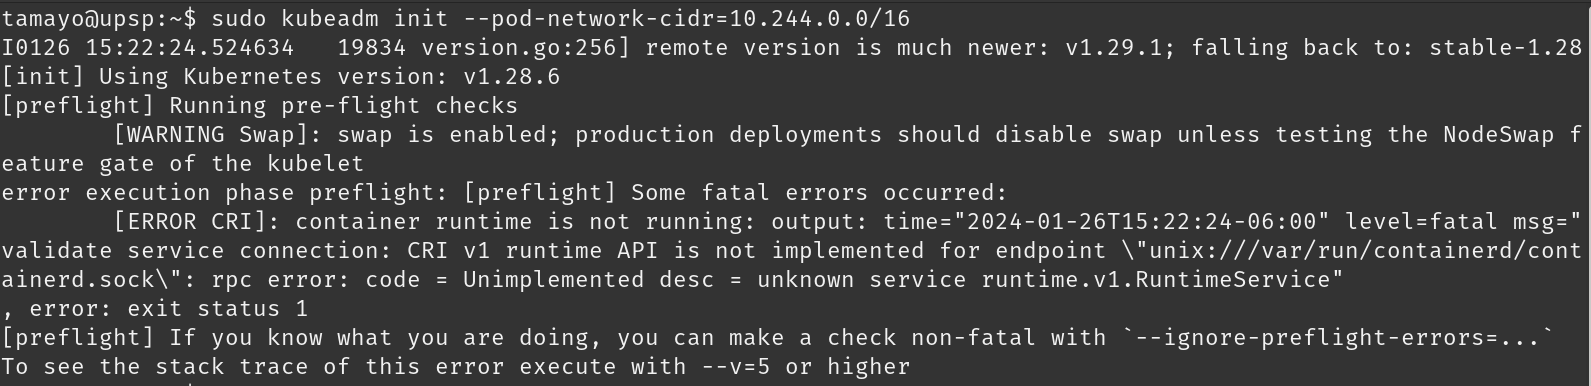 tamayo@upsp:~$ sudo kubeadm init --pod-network-cidr=10.244.0.0/16
I0126 15:22:24.524634   19834 version.go:256] remote version is much newer: v1.29.1; falling back to: stable-1.28
[init] Using Kubernetes version: v1.28.6
[preflight] Running pre-flight checks
        [WARNING Swap]: swap is enabled; production deployments should disable swap unless testing the NodeSwap f
eature gate of the kubelet
error execution phase preflight: [preflight] Some fatal errors occurred:
        [ERROR CRI]: container runtime is not running: output: time="2024-01-26T15:22:24-06:00" level=fatal msg="
validate service connection: CRI v1 runtime API is not implemented for endpoint \"unix:///var/run/containerd/cont
ainerd.sock\": rpc error: code = Unimplemented desc = unknown service runtime.v1.RuntimeService"
, error: exit status 1
[preflight] If you know what you are doing, you can make a check non-fatal with `--ignore-preflight-errors=...`
To see the stack trace of this error execute with --v=5 or higher